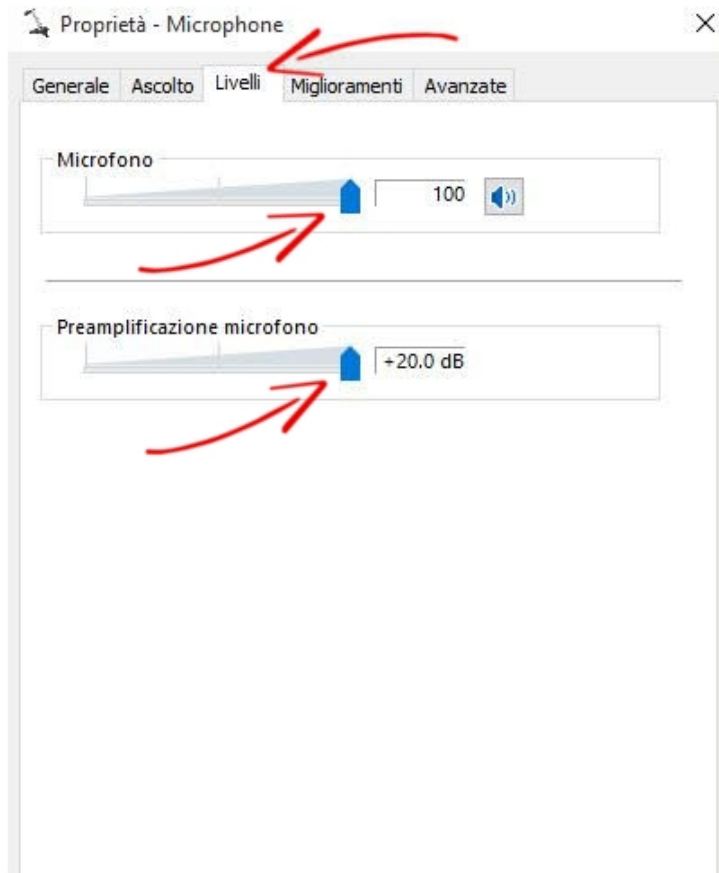 Proprietà - Microphone
Generale Ascolto Livelli Miglioramenti Avanzate
Microfono
100
Preamplificazione microfono
+20.0 dB